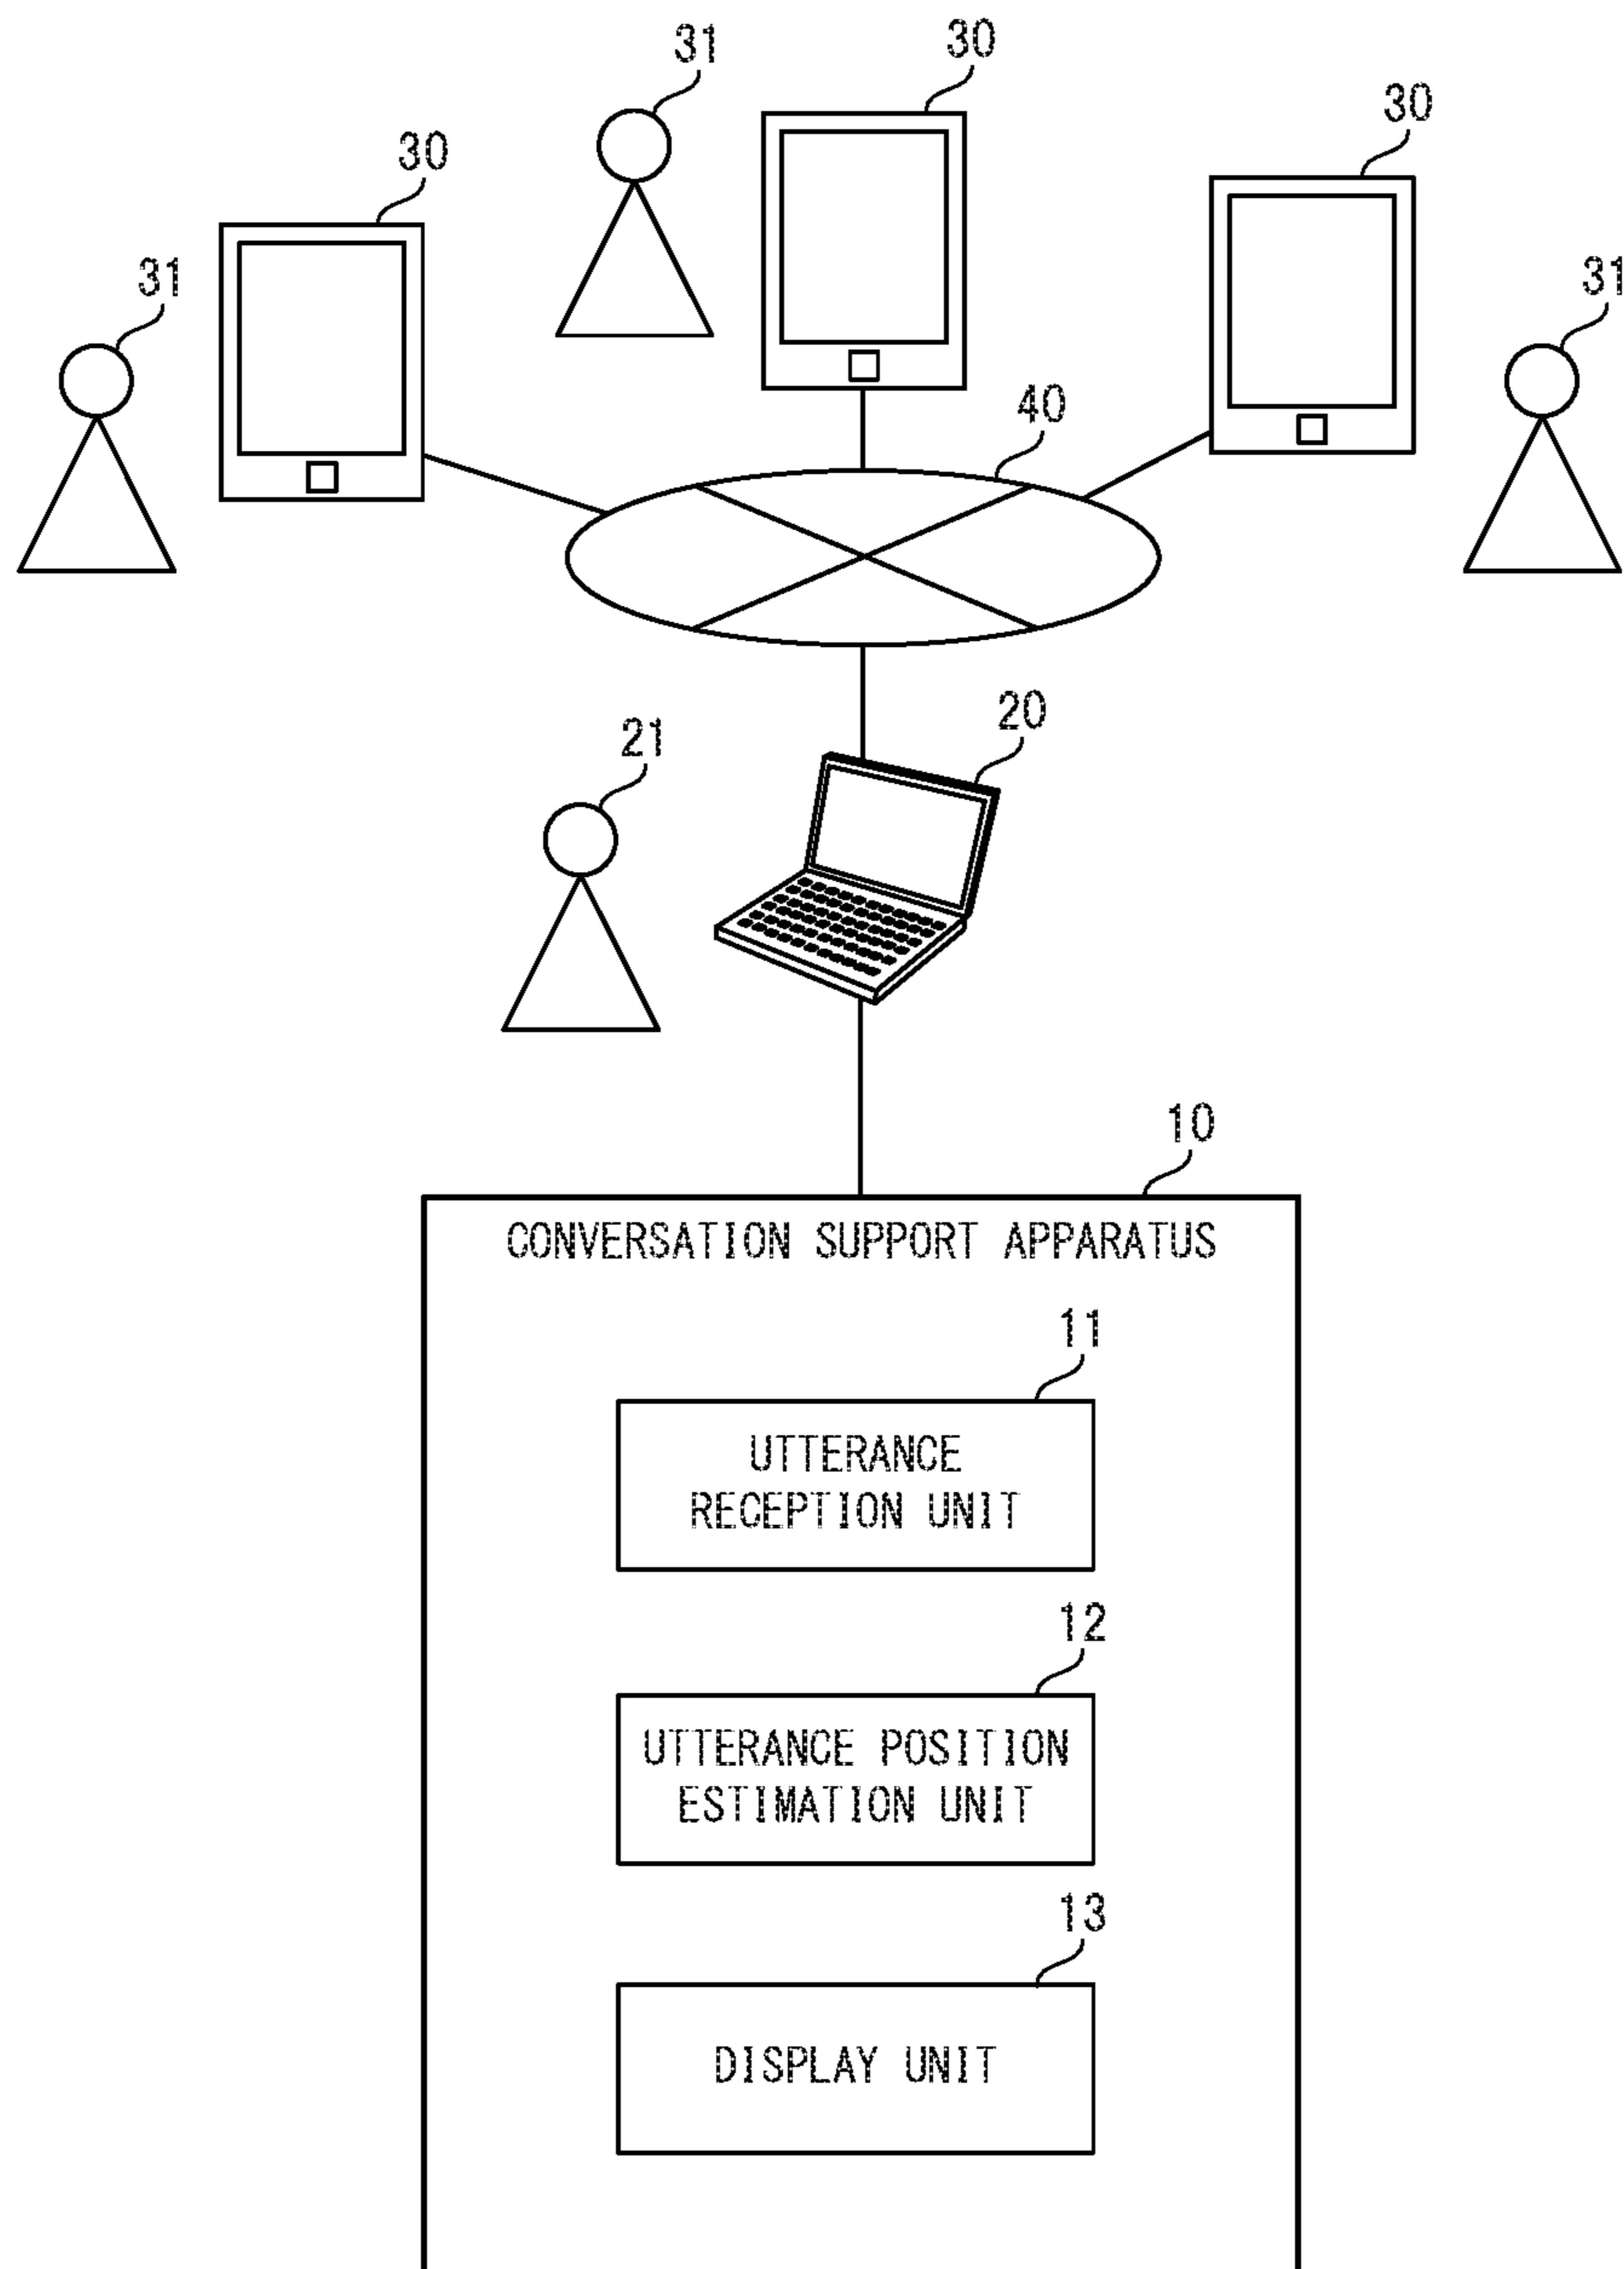 31
30
30
30
31
31
40
20
21
10
CONVERSATION SUPPORT APPARATUS
11
UTTERANCE
RECEPTION UNIT
12
UTTERANCE POSITION
ESTIMATION UNIT
13
DISPLAY UNIT